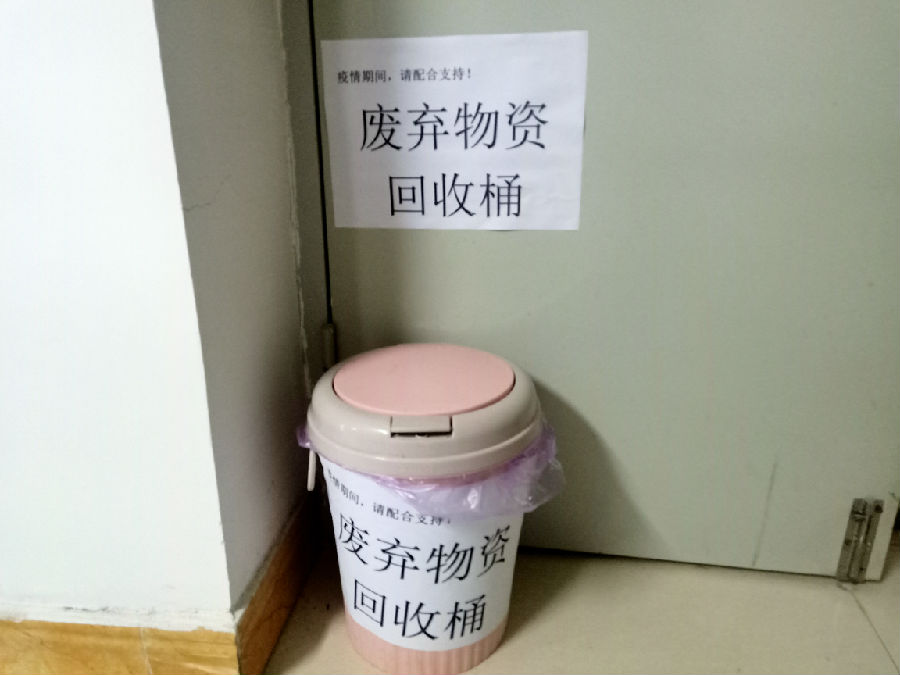 疫情期间，请配合支持！
废弃物资
回收桶
情期间，请配合支持！
废弃物资
回收桶